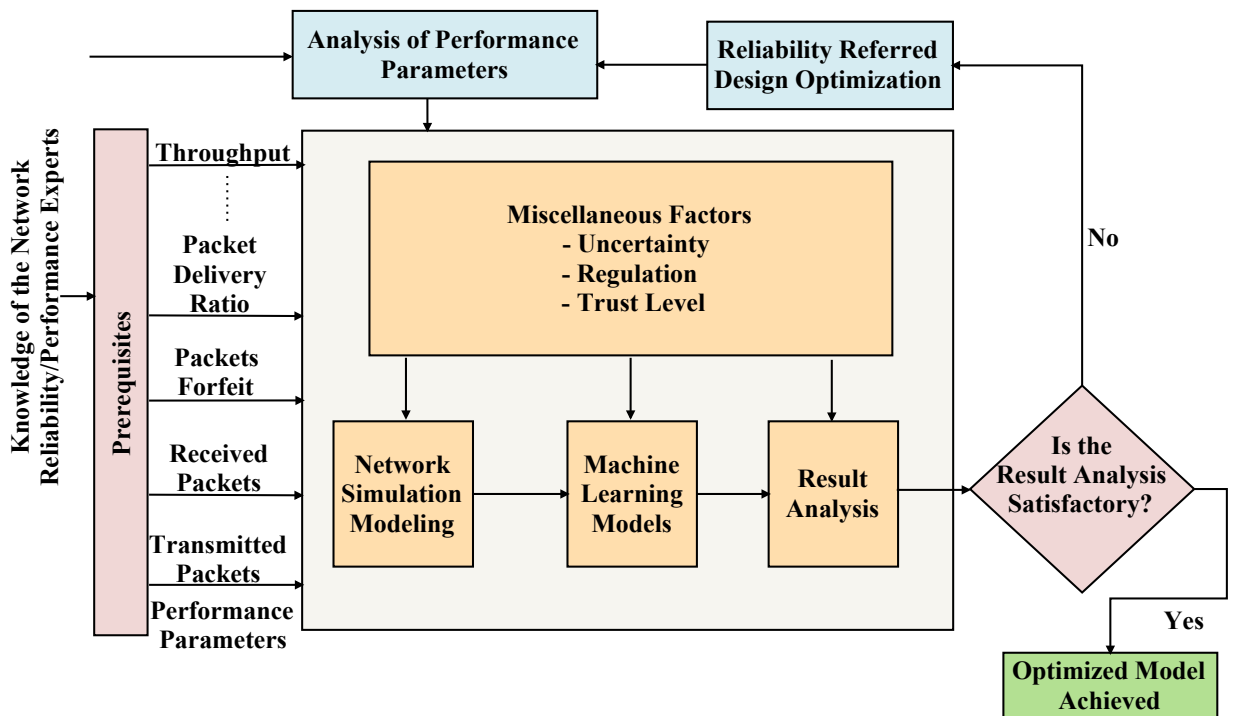 Analysis of Performance
Parameters
Reliability Referred
Design Optimization
Knowledge of the Network
Reliability/Performance Experts
Prerequisites
Throughput
Packet
Delivery
Ratio
Packets
Forfeit
Received
Packets
Transmitted
Packets
Performance
Parameters
Miscellaneous Factors
- Uncertainty
- Regulation
- Trust Level
Network
Simulation
Modeling
Machine
Learning
Models
Result
Analysis
Is the
Result Analysis
Satisfactory?
No
Yes
Optimized Model
Achieved